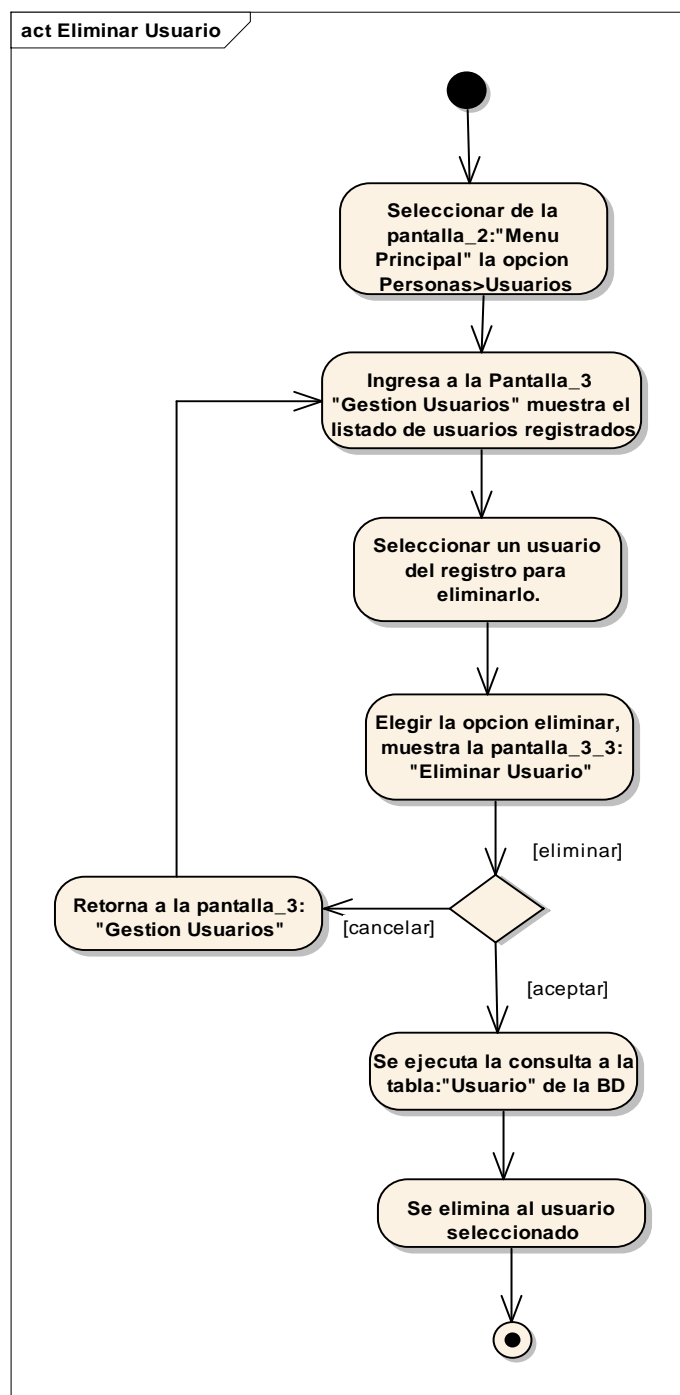 act Eliminar Usuario
Seleccionar de la
pantalla_2:"Menu
Principal" la opcion
Personas>Usuarios
Ingresa a la Pantalla_3
"Gestion Usuarios" muestra el
listado de usuarios registrados
Seleccionar un usuario
del registro para
eliminarlo.
Elegir la opcion eliminar,
muestra la pantalla_3_3:
"Eliminar Usuario"
[eliminar]
Retorna a la pantalla_3:
"Gestion Usuarios"
[cancelar]
[aceptar]
Se ejecuta la consulta a la
tabla:"Usuario" de la BD
Se elimina al usuario
seleccionado